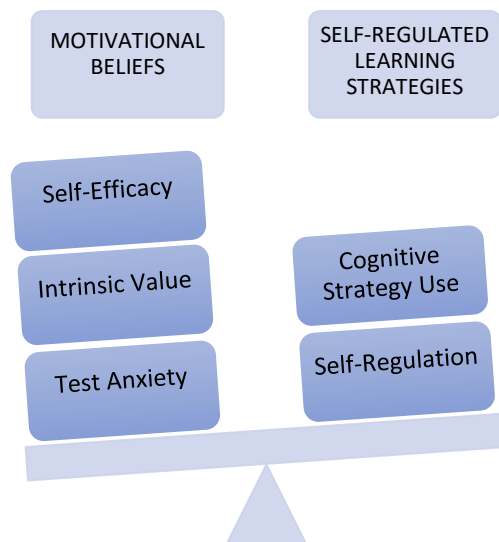 MOTIVATIONAL
BELIEFS
SELF-REGULATED
LEARNING
STRATEGIES
Self-Efficacy
Intrinsic Value
Test Anxiety
Cognitive
Strategy Use
Self-Regulation